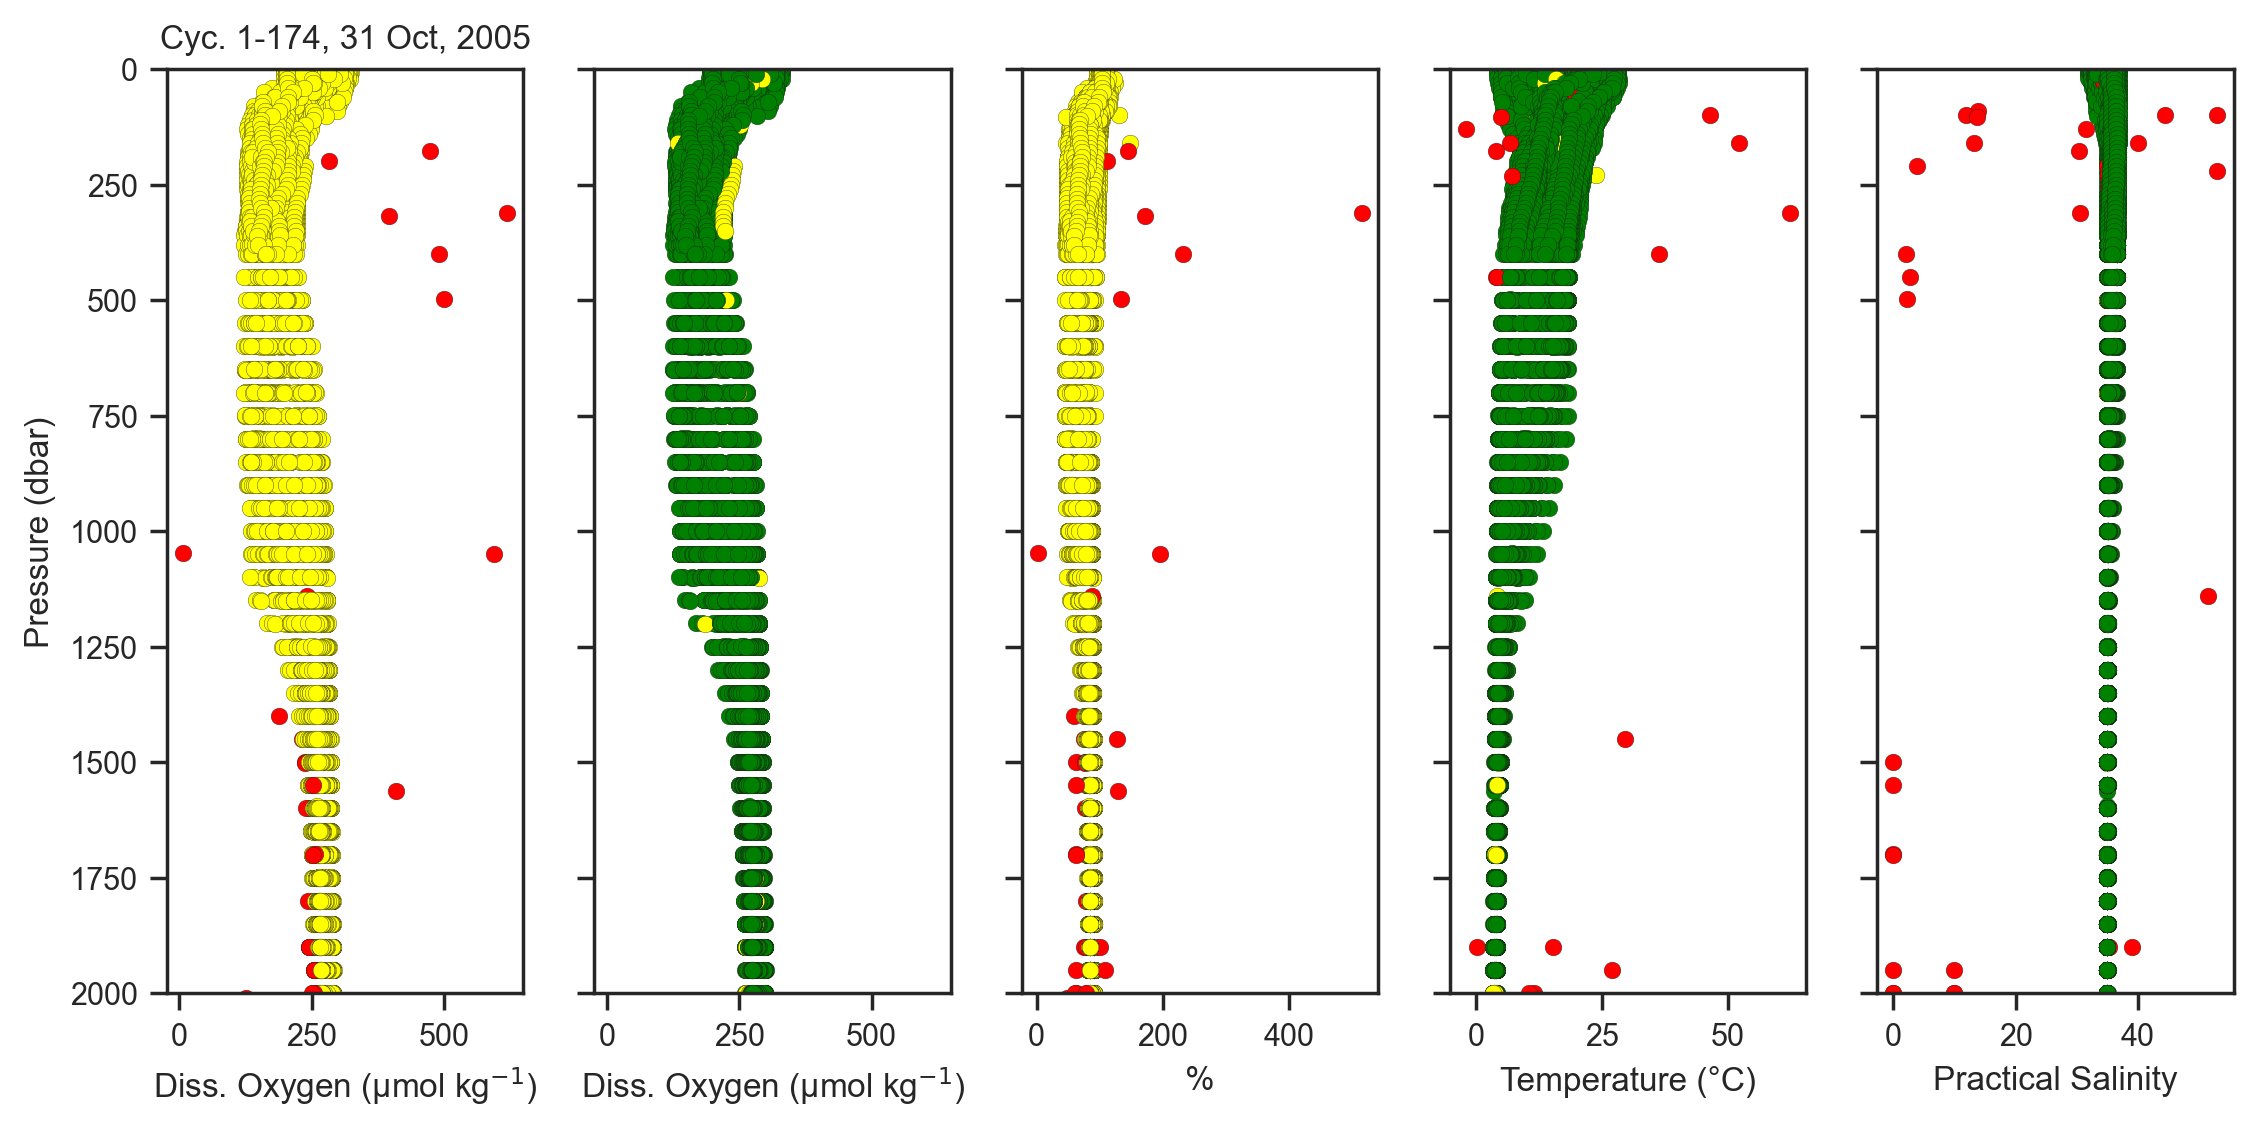 Cyc. 1-174, 31 Oct, 2005
Pressure (dbar)
0
250
500
750
1000
1250
1500
1750
2000
0 250 500
0 250 500
0 200 400
0 25 50
0 20 40
Diss. Oxygen (µmol kg⁻¹)
Diss. Oxygen (µmol kg⁻¹)
%
Temperature (°C)
Practical Salinity